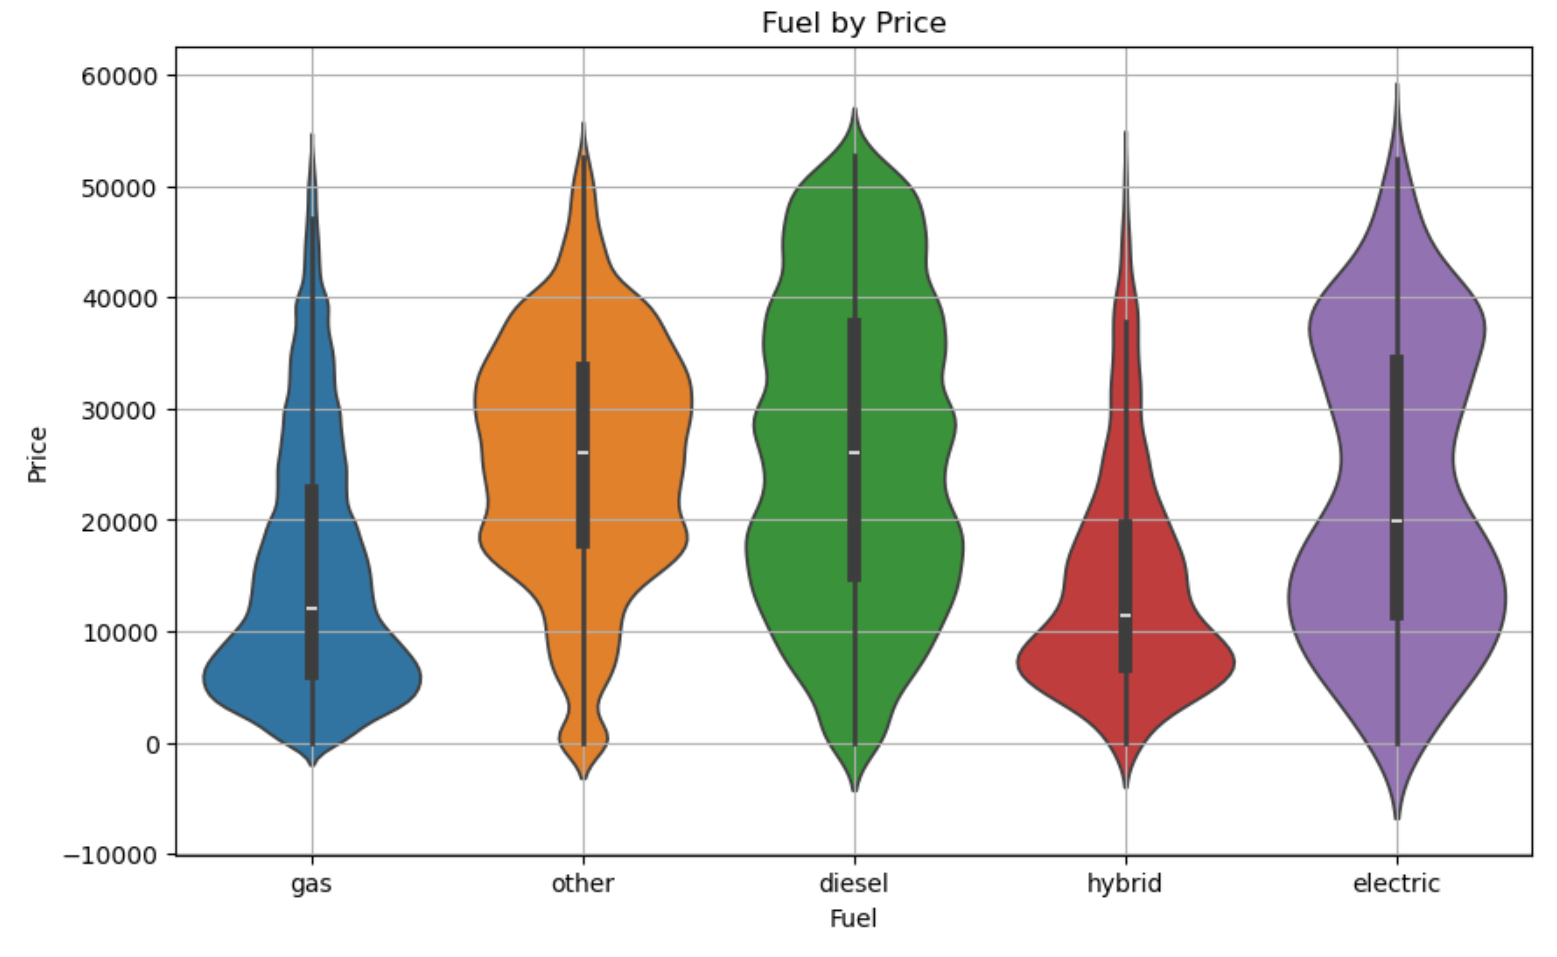 Fuel by Price
Price
60000
50000
40000
30000
20000
10000
0
−10000
gas other diesel hybrid electric
Fuel